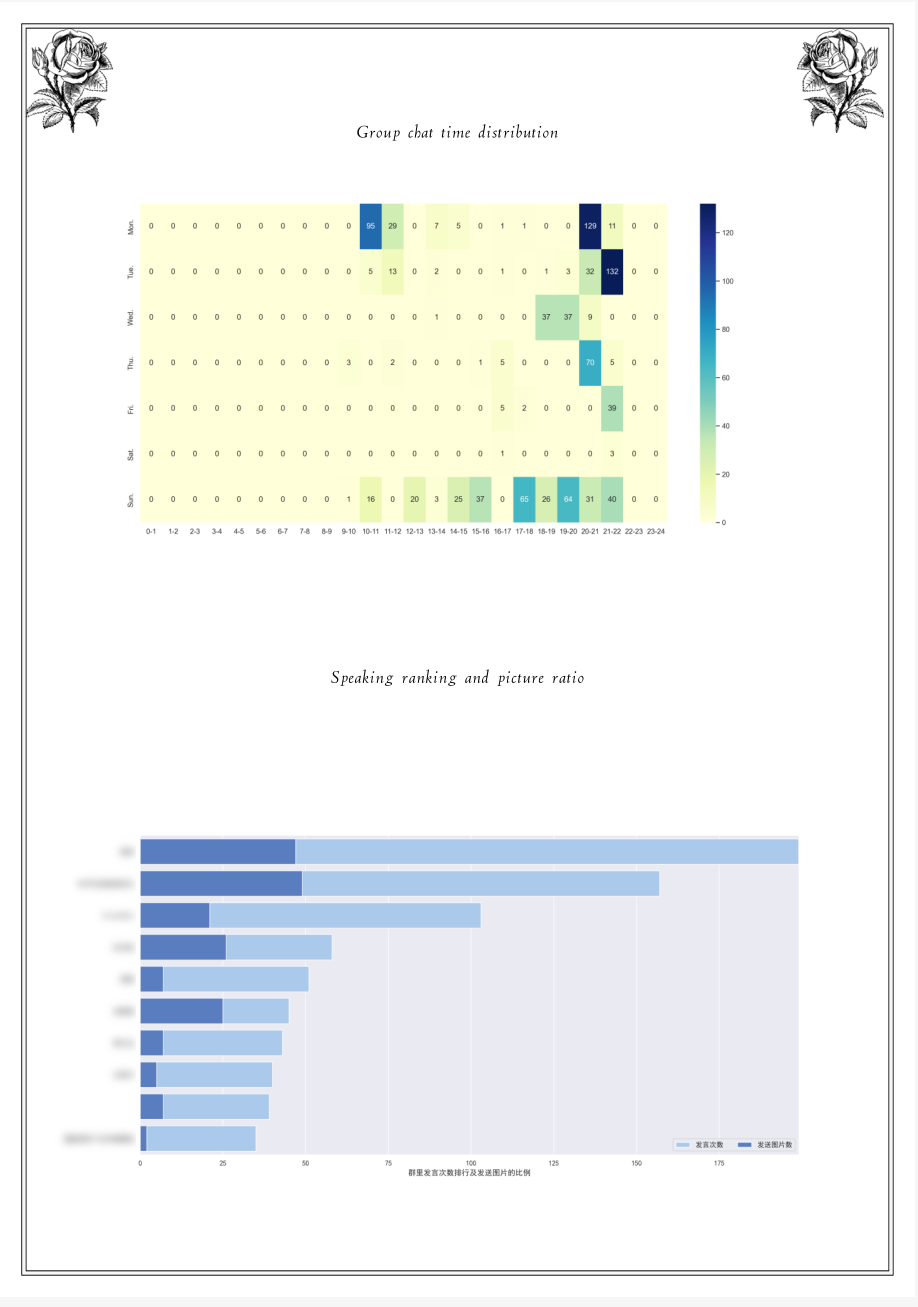 Group chat time distribution
Mon. 0 0 0 0 0 0 0 0 0 0 95 29 0 7 5 0 1 1 0 0 129 11 0 0
120
Tue. 0 0 0 0 0 0 0 0 0 0 5 13 0 2 0 0 1 0 1 3 32 132 0 0
100
Wed. 0 0 0 0 0 0 0 0 0 0 0 0 0 1 0 0 0 0 37 37 9 0 0 0
80
Thu. 0 0 0 0 0 0 0 0 0 3 0 2 0 0 0 1 5 0 0 0 70 5 0 0
60
Fri. 0 0 0 0 0 0 0 0 0 0 0 0 0 0 0 0 5 2 0 0 0 39 0 0
40
Sat. 0 0 0 0 0 0 0 0 0 0 0 0 0 0 0 0 1 0 0 0 0 3 0 0
20
Sun. 0 0 0 0 0 0 0 0 0 1 16 0 20 3 25 37 0 65 26 64 31 40 0 0
0
0-1 1-2 2-3 3-4 4-5 5-6 6-7 7-8 8-9 9-10 10-11 11-12 12-13 13-14 14-15 15-16 16-17 17-18 18-19 19-20 20-21 21-22 22-23 23-24
Speaking ranking and picture ratio
发言次数 发送图片数
0 25 50 75 100 125 150 175
群里发言次数排行及发送图片的比例